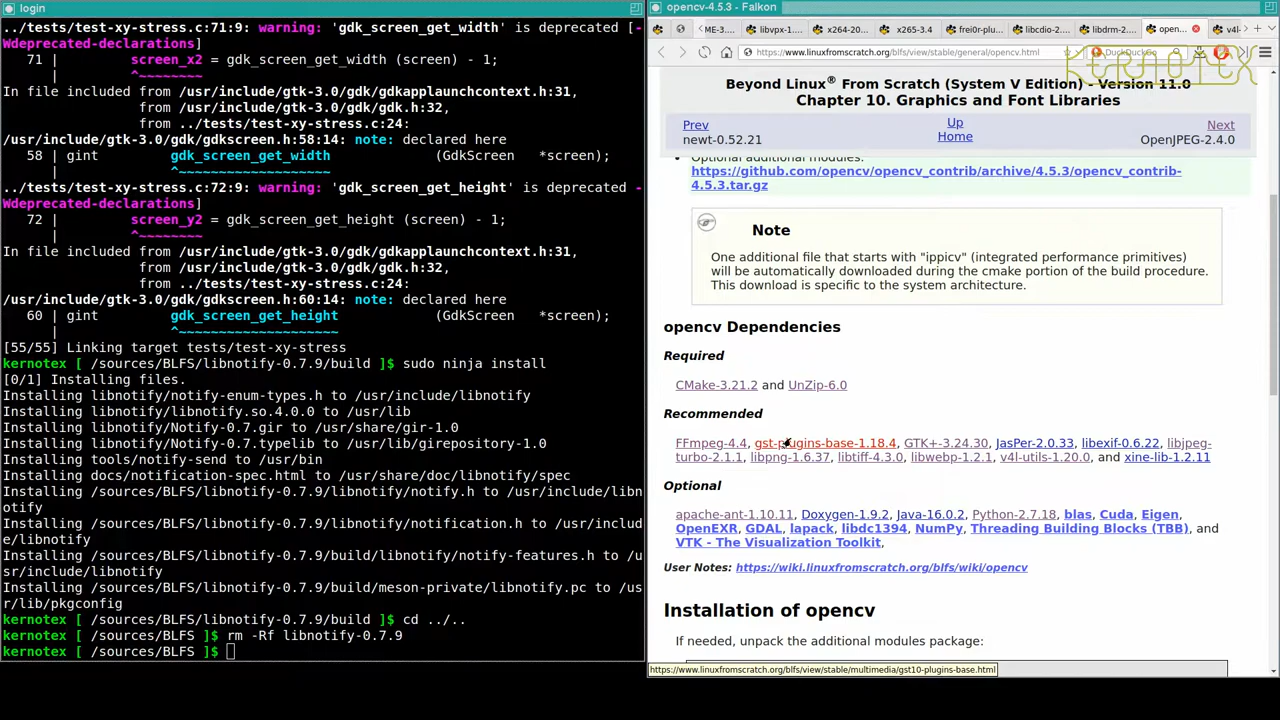 login
../tests/test-xy-stress.c:71:9: warning: 'gdk_screen_get_width' is deprecated [-
Wdeprecated-declarations]
71 | screen_x2 = gdk_screen_get_width (screen) - 1;
| ^~~~~~~~~
In file included from /usr/include/gtk-3.0/gdk/gdkapplaunchcontext.h:31,
from /usr/include/gtk-3.0/gdk/gdk.h:32,
from ../tests/test-xy-stress.c:24:
/usr/include/gtk-3.0/gdk/gdkscreen.h:58:14: note: declared here
58 | gint gdk_screen_get_width (GdkScreen *screen);
| ^~~~~~~~~~~~~~~~~~~~
../tests/test-xy-stress.c:72:9: warning: 'gdk_screen_get_height' is deprecated [-
Wdeprecated-declarations]
72 | screen_y2 = gdk_screen_get_height (screen) - 1;
| ^~~~~~~~~
In file included from /usr/include/gtk-3.0/gdk/gdkapplaunchcontext.h:31,
from /usr/include/gtk-3.0/gdk/gdk.h:32,
from ../tests/test-xy-stress.c:24:
/usr/include/gtk-3.0/gdk/gdkscreen.h:60:14: note: declared here
60 | gint gdk_screen_get_height (GdkScreen *screen);
| ^~~~~~~~~~~~~~~~~~~~~
[55/55] Linking target tests/test-xy-stress
kernotex [ /sources/BLFS/libnotify-0.7.9/build ]$ sudo ninja install
[0/1] Installing files.
Installing libnotify/notify-enum-types.h to /usr/include/libnotify
Installing libnotify/libnotify.so.4.0.0 to /usr/lib
Installing libnotify/Notify-0.7.gir to /usr/share/gir-1.0
Installing libnotify/Notify-0.7.typelib to /usr/lib/girepository-1.0
Installing tools/notify-send to /usr/bin
Installing docs/notification-spec.html to /usr/share/doc/libnotify/spec
Installing /sources/BLFS/libnotify-0.7.9/libnotify/notify.h to /usr/include/libn
otify
Installing /sources/BLFS/libnotify-0.7.9/libnotify/notification.h to /usr/includ
e/libnotify
Installing /sources/BLFS/libnotify-0.7.9/build/libnotify/notify-features.h to /u
sr/include/libnotify
Installing /sources/BLFS/libnotify-0.7.9/build/meson-private/libnotify.pc to /us
r/lib/pkgconfig
kernotex [ /sources/BLFS/libnotify-0.7.9/build ]$ cd ../..
kernotex [ /sources/BLFS ]$ rm -Rf libnotify-0.7.9
kernotex [ /sources/BLFS ]$
opencv-4.5.3 - Falkon
ME-3.... libvpx-1.... x264-20... x265-3.4 frei0r-plu... libcdio-2... libdrm-2... open... v4l-
https://www.linuxfromscratch.org/blfs/view/stable/general/opencv.html DuckDuckGo
KERNOTEX
Beyond Linux® From Scratch (System V Edition) - Version 11.0
Chapter 10. Graphics and Font Libraries
Prev Up Next
newt-0.52.21 Home OpenJPEG-2.4.0
Optional additional modules:
https://github.com/opencv/opencv_contrib/archive/4.5.3/opencv_contrib-
4.5.3.tar.gz
Note
One additional file that starts with "ippicv" (integrated performance primitives)
will be automatically downloaded during the cmake portion of the build procedure.
This download is specific to the system architecture.
opencv Dependencies
Required
CMake-3.21.2 and UnZip-6.0
Recommended
FFmpeg-4.4, gst-plugins-base-1.18.4, GTK+-3.24.30, JasPer-2.0.33, libexif-0.6.22, libjpeg-
turbo-2.1.1, libpng-1.6.37, libtiff-4.3.0, libwebp-1.2.1, v4l-utils-1.20.0, and xine-lib-1.2.11
Optional
apache-ant-1.10.11, Doxygen-1.9.2, Java-16.0.2, Python-2.7.18, blas, Cuda, Eigen,
OpenEXR, GDAL, lapack, libdc1394, NumPy, Threading Building Blocks (TBB), and
VTK - The Visualization Toolkit,
User Notes: https://wiki.linuxfromscratch.org/blfs/wiki/opencv
Installation of opencv
If needed, unpack the additional modules package:
https://www.linuxfromscratch.org/blfs/view/stable/multimedia/gst10-plugins-base.html